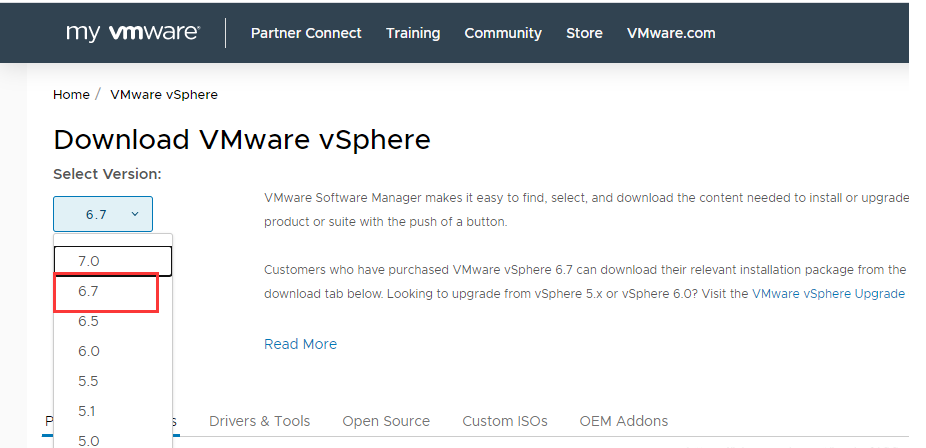 my vmware® Partner Connect Training Community Store VMware.com
Home / VMware vSphere
Download VMware vSphere
Select Version:
6.7
7.0
6.7
6.5
6.0
5.5
5.1
5.0
VMware Software Manager makes it easy to find, select, and download the content needed to install or upgrade
product or suite with the push of a button.
Customers who have purchased VMware vSphere 6.7 can download their relevant installation package from the
download tab below. Looking to upgrade from vSphere 5.x or vSphere 6.0? Visit the VMware vSphere Upgrade
Read More
Drivers & Tools Open Source Custom ISOs OEM Addons